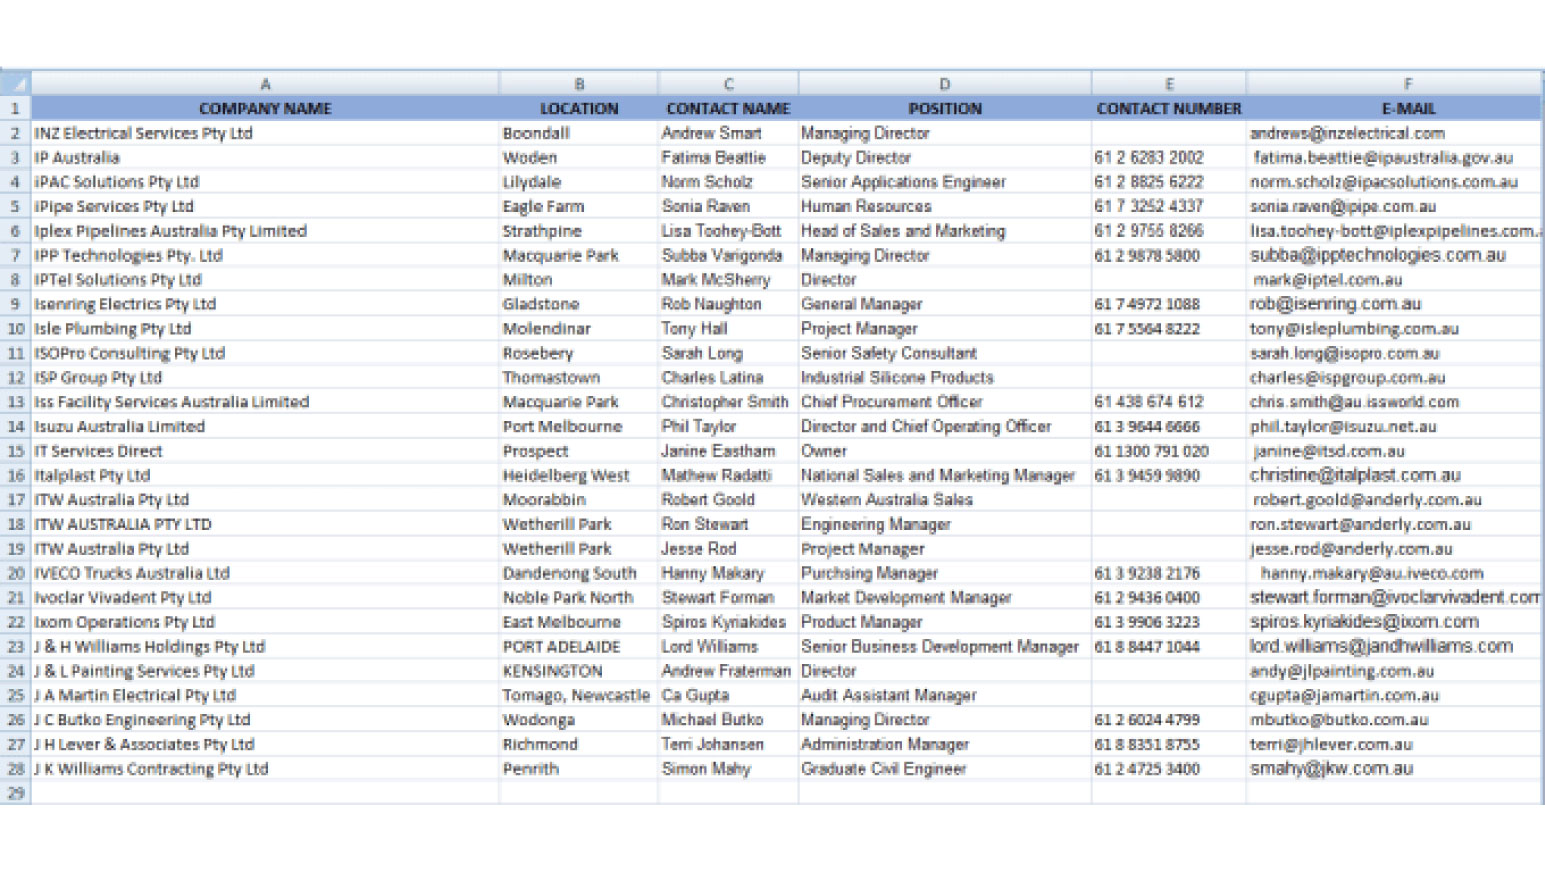 A B C D E F
1 COMPANY NAME LOCATION CONTACT NAME POSITION CONTACT NUMBER E-MAIL
2 INZ Electrical Services Pty Ltd Boondall Andrew Smart Managing Director andrews@inzelectrical.com
3 IP Australia Woden Fatima Beattie Deputy Director 61 2 6283 2002 fatima.beattie@ipaustralia.gov.au
4 iPAC Solutions Pty Ltd Lilydale Norm Scholz Senior Applications Engineer 61 2 8825 6222 norm.scholz@ipacsolutions.com.au
5 iPipe Services Pty Ltd Eagle Farm Sonia Raven Human Resources 61 7 3252 4337 sonia.raven@ipipe.com.au
6 Iplex Pipelines Australia Pty Limited Strathpine Lisa Toohey-Bott Head of Sales and Marketing 61 2 9755 8266 lisa.toohey-bott@iplexpipelines.com.
7 IPP Technologies Pty. Ltd Macquarie Park Subba Varigonda Managing Director 61 2 9878 5800 subba@ipptechnologies.com.au
8 IPTel Solutions Pty Ltd Milton Mark McSherry Director mark@iptel.com.au
9 Isenring Electrics Pty Ltd Gladstone Rob Naughton General Manager 61 7 4972 1088 rob@isenring.com.au
10 Isle Plumbing Pty Ltd Molendinar Tony Hall Project Manager 61 7 5564 8222 tony@isleplumbing.com.au
11 ISOPro Consulting Pty Ltd Rosebery Sarah Long Senior Safety Consultant sarah.long@isopro.com.au
12 ISP Group Pty Ltd Thomastown Charles Latina Industrial Silicone Products charles@ispgroup.com.au
13 Iss Facility Services Australia Limited Macquarie Park Christopher Smith Chief Procurement Officer 61 438 674 612 chris.smith@au.issworld.com
14 Isuzu Australia Limited Port Melbourne Phil Taylor Director and Chief Operating Officer 61 3 9644 6666 phil.taylor@isuzu.net.au
15 IT Services Direct Prospect Janine Eastham Owner 61 1300 791 020 janine@itsd.com.au
16 Italplast Pty Ltd Heidelberg West Mathew Radatti National Sales and Marketing Manager 61 3 9459 9890 christine@italplast.com.au
17 ITW Australia Pty Ltd Moorabbin Robert Goold Western Australia Sales robert.goold@anderly.com.au
18 ITW AUSTRALIA PTY LTD Wetherill Park Ron Stewart Engineering Manager ron.stewart@anderly.com.au
19 ITW Australia Pty Ltd Wetherill Park Jesse Rod Project Manager jesse.rod@anderly.com.au
20 IVECO Trucks Australia Ltd Dandenong South Hanny Makary Purchsing Manager 61 3 9238 2176 hanny.makary@au.iveco.com
21 Ivoclar Vivadent Pty Ltd Noble Park North Stewart Forman Market Development Manager 61 2 9436 0400 stewart.forman@ivoclarvivadent.com
22 Ixom Operations Pty Ltd East Melbourne Spiros Kyriakides Product Manager 61 3 9906 3223 spiros.kyriakides@ixom.com
23 J & H Williams Holdings Pty Ltd PORT ADELAIDE Lord Williams Senior Business Development Manager 61 8 8447 1044 lord.williams@jandhwilliams.com
24 J & L Painting Services Pty Ltd KENSINGTON Andrew Fraterman Director andy@jlpainting.com.au
25 J A Martin Electrical Pty Ltd Tomago, Newcastle Ca Gupta Audit Assistant Manager cgupta@jamartin.com.au
26 J C Butko Engineering Pty Ltd Wodonga Michael Butko Managing Director 61 2 6024 4799 mbutko@butko.com.au
27 J H Lever & Associates Pty Ltd Richmond Terri Johansen Administration Manager 61 8 8351 8755 terri@jhlever.com.au
28 J K Williams Contracting Pty Ltd Penrith Simon Mahy Graduate Civil Engineer 61 2 4725 3400 smahy@jkw.com.au
29